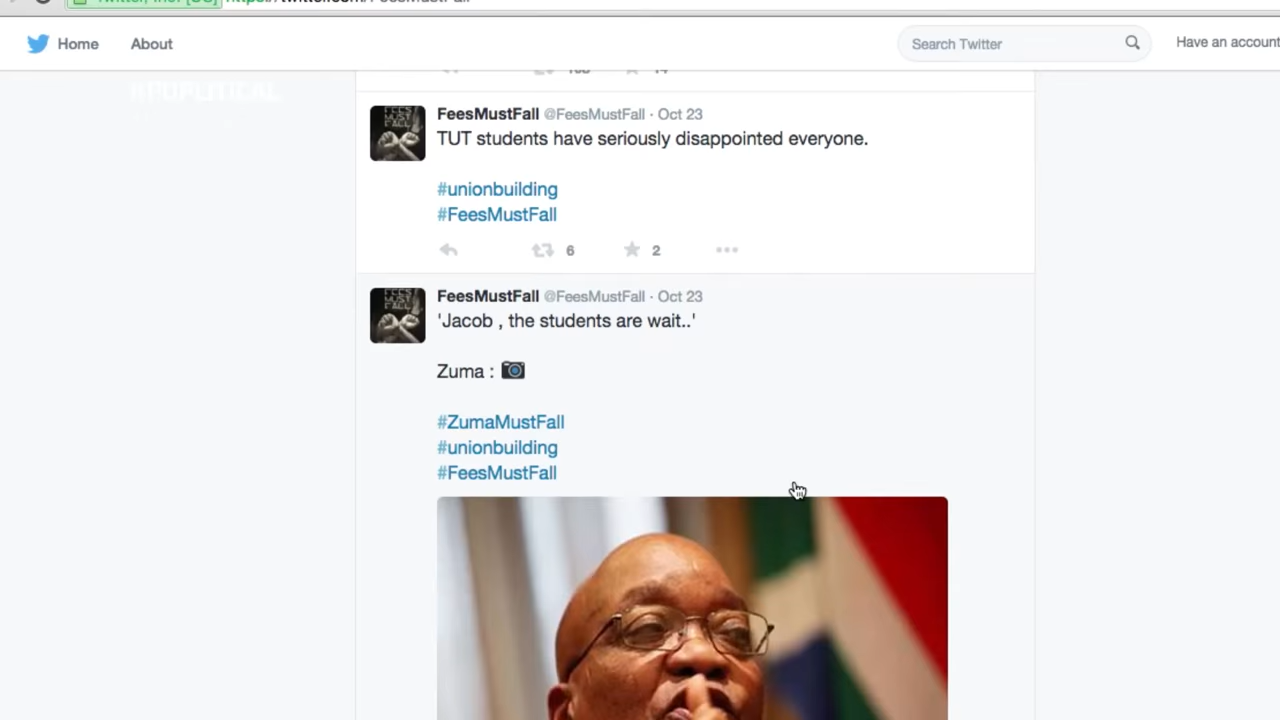 Home About Search Twitter Have an account
FeesMustFall @FeesMustFall · Oct 23
TUT students have seriously disappointed everyone.
#unionbuilding
#FeesMustFall
6 2
FeesMustFall @FeesMustFall · Oct 23
'Jacob , the students are wait..'
Zuma :
#ZumaMustFall
#unionbuilding
#FeesMustFall